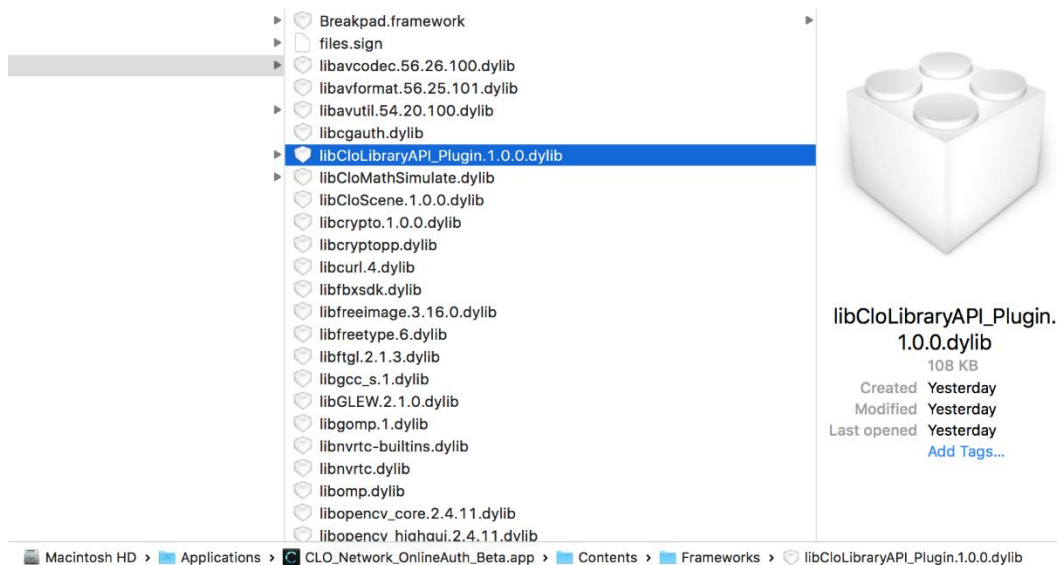 Breakpad.framework
files.sign
libavcodec.56.26.100.dylib
libavformat.56.25.101.dylib
libavutil.54.20.100.dylib
libcgauth.dylib
libCloLibraryAPI_Plugin.1.0.0.dylib
libCloMathSimulate.dylib
libCloScene.1.0.0.dylib
libcrypto.1.0.0.dylib
libcryptopp.dylib
libcurl.4.dylib
libfbxsdk.dylib
libfreeimage.3.16.0.dylib
libfreetype.6.dylib
libftgl.2.1.3.dylib
libgcc_s.1.dylib
libGLEW.2.1.0.dylib
libgomp.1.dylib
libnvrtc-builtins.dylib
libnvrtc.dylib
libomp.dylib
libopencv_core.2.4.11.dylib
libopencv_highgui.2.4.11.dylib
libCloLibraryAPI_Plugin.
1.0.0.dylib
108 KB
Created Yesterday
Modified Yesterday
Last opened Yesterday
Add Tags...
Macintosh HD > Applications > CLO_Network_OnlineAuth_Beta.app > Contents > Frameworks > libCloLibraryAPI_Plugin.1.0.0.dylib